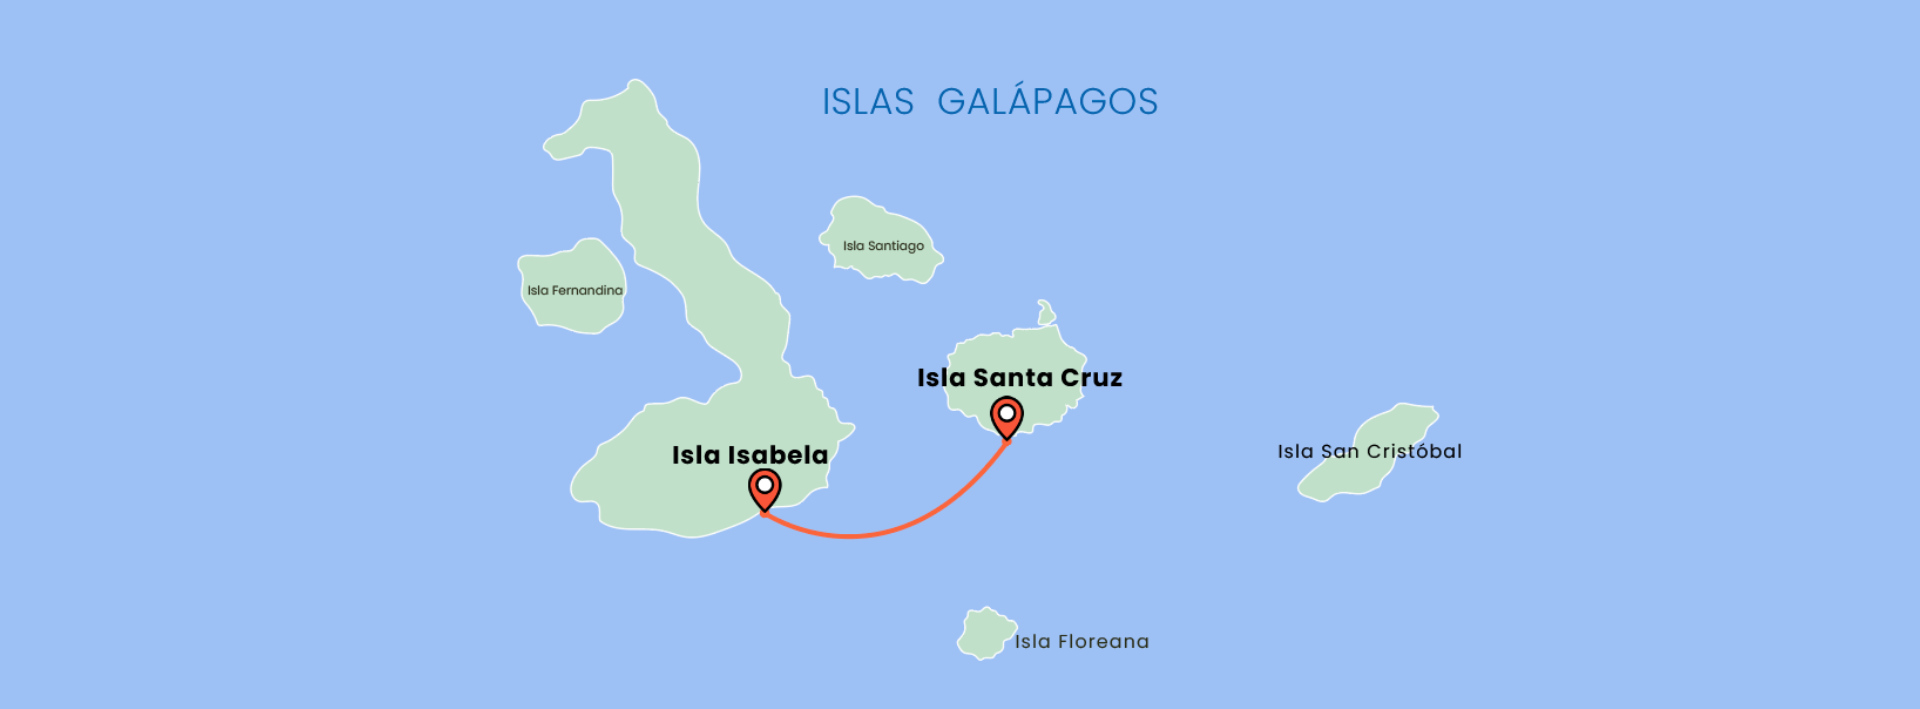 ISLAS GALÁPAGOS
Isla Santiago
Isla Fernandina
Isla Santa Cruz
Isla Isabela
Isla San Cristóbal
Isla Floreana